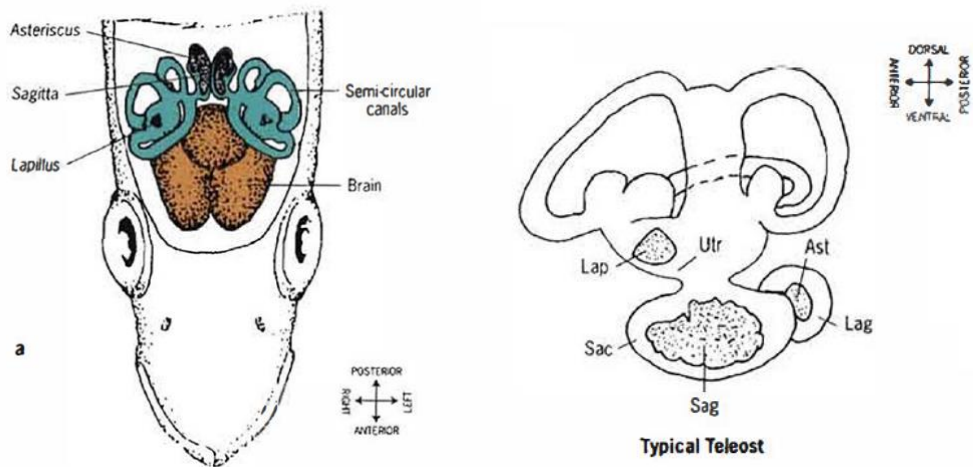 Asteriscus
Sagitta
Lapillus
Semi-circular
canals
Brain
a
POSTERIOR
RIGHT
LEFT
ANTERIOR
DORSAL
ANTERIOR
POSTERIOR
VENTRAL
Lap
Utr
Ast
Lag
Sac
Sag
Typical Teleost